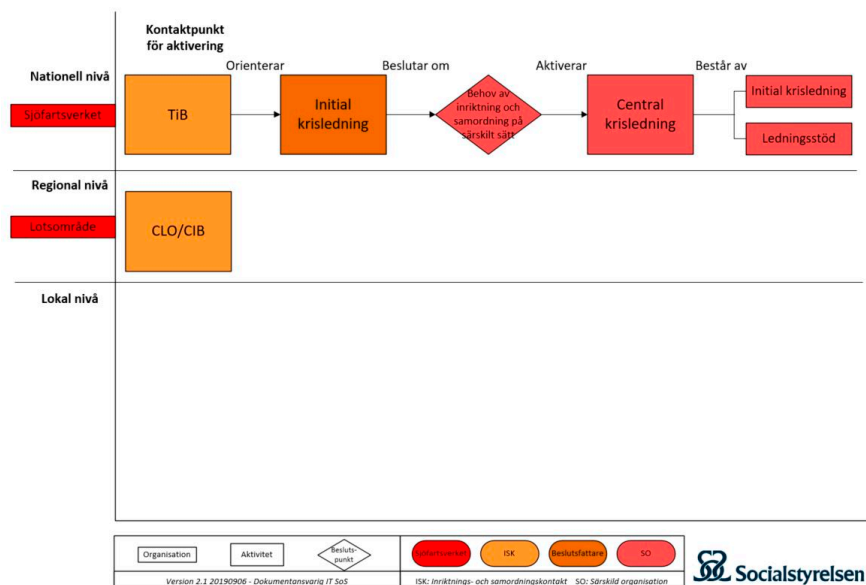 Kontaktpunkt
för aktivering
Orienterar
Beslutar om
Aktiverar
Består av
Nationell nivå
Sjöfartsverket
TiB
Initial
krisledning
Behov av
inriktning och
samordning på
särskilt sätt
Central
krisledning
Initial krisledning
Ledningsstöd
Regional nivå
Lotsområde
CLO/CIB
Lokal nivå
Organisation
Aktivitet
Besluts-
punkt
Sjöfartsverket
ISK
Beslutsfattare
SO
Version 2.1 20190906 - Dokumentansvarig IT SoS
ISK: Inriktnings- och samordningskontakt SO: Särskild organisation
Socialstyrelsen